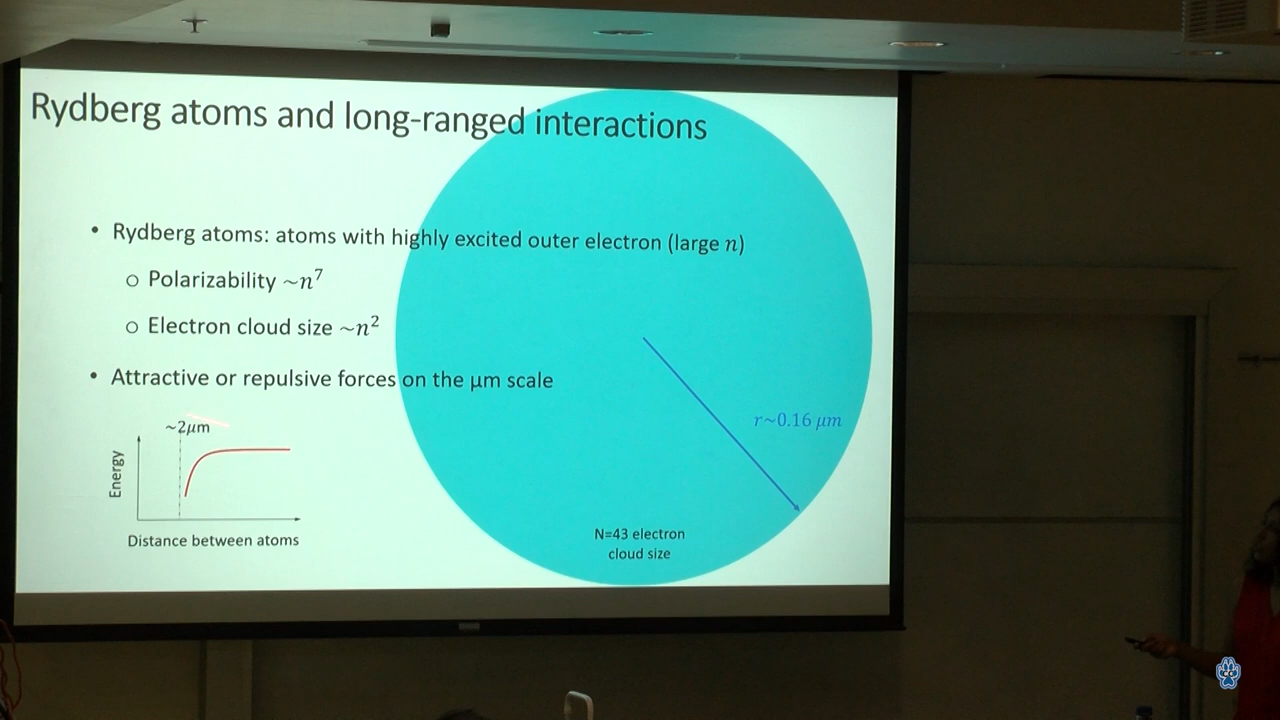 Rydberg atoms and long-ranged interactions
• Rydberg atoms: atoms with highly excited outer electron (large n)
○ Polarizability ~n⁷
○ Electron cloud size ~n²
• Attractive or repulsive forces on the μm scale
~2μm
Energy
Distance between atoms
r~0.16 μm
N=43 electron
cloud size